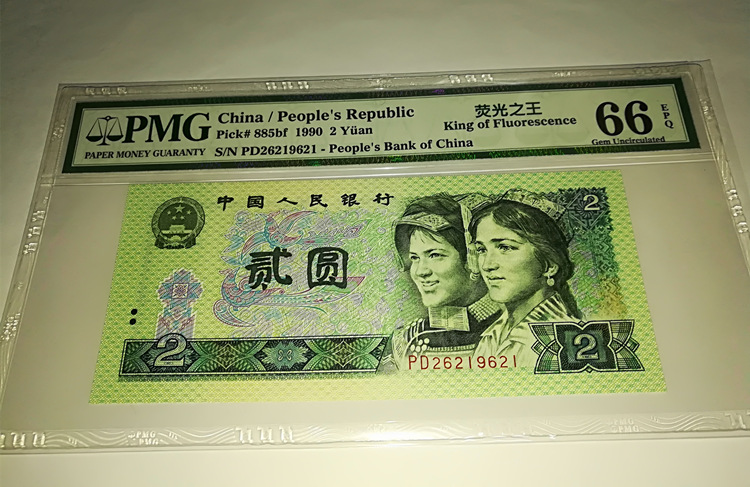 PMG
PAPER MONEY GUARANTY
China / People's Republic
Pick# 885bf 1990 2 Yüan
S/N PD26219621 - People's Bank of China
荧光之王
King of Fluorescence
66
EPQ
Gem Uncirculated
中国人民银行
2
贰圆
2
2
PD26219621
PMG
PMG